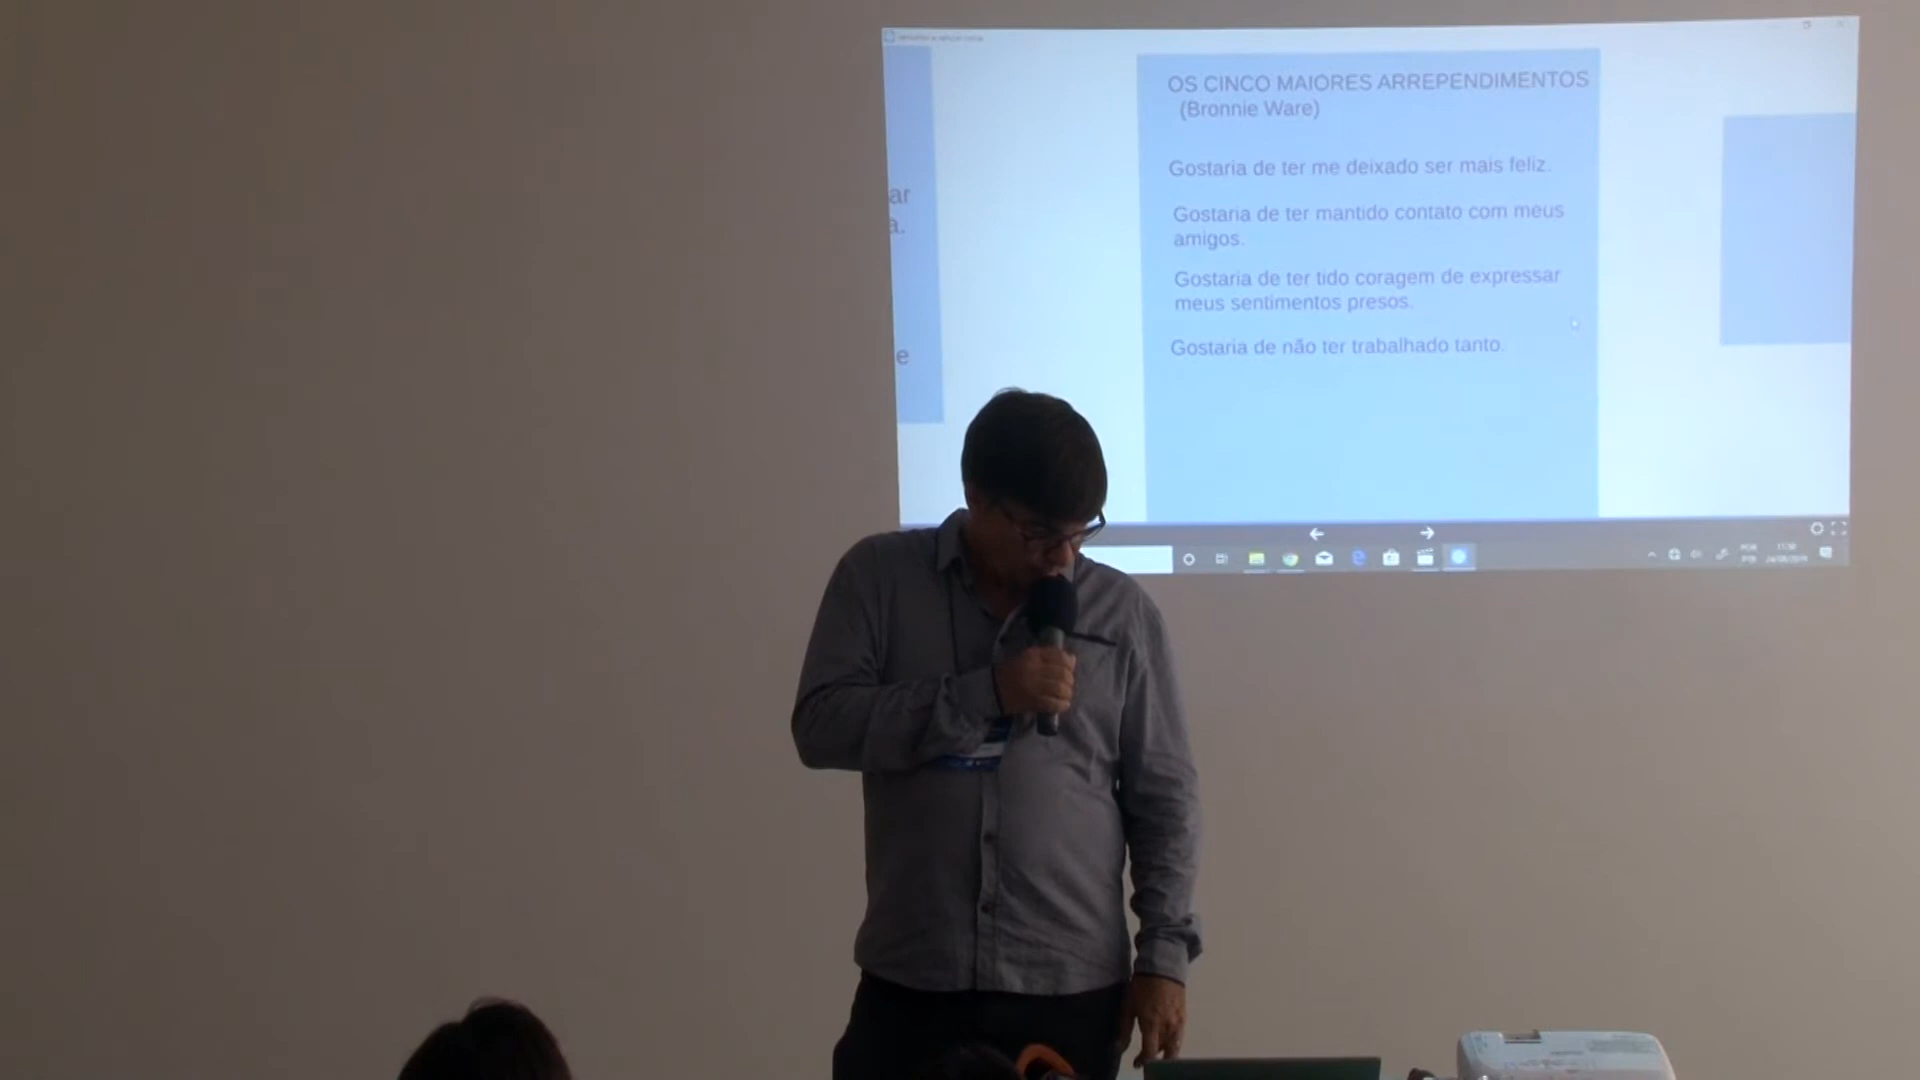 ar
a.
e
OS CINCO MAIORES ARREPENDIMENTOS
(Bronnie Ware)
Gostaria de ter me deixado ser mais feliz.
Gostaria de ter mantido contato com meus
amigos.
Gostaria de ter tido coragem de expressar
meus sentimentos presos.
Gostaria de não ter trabalhado tanto.